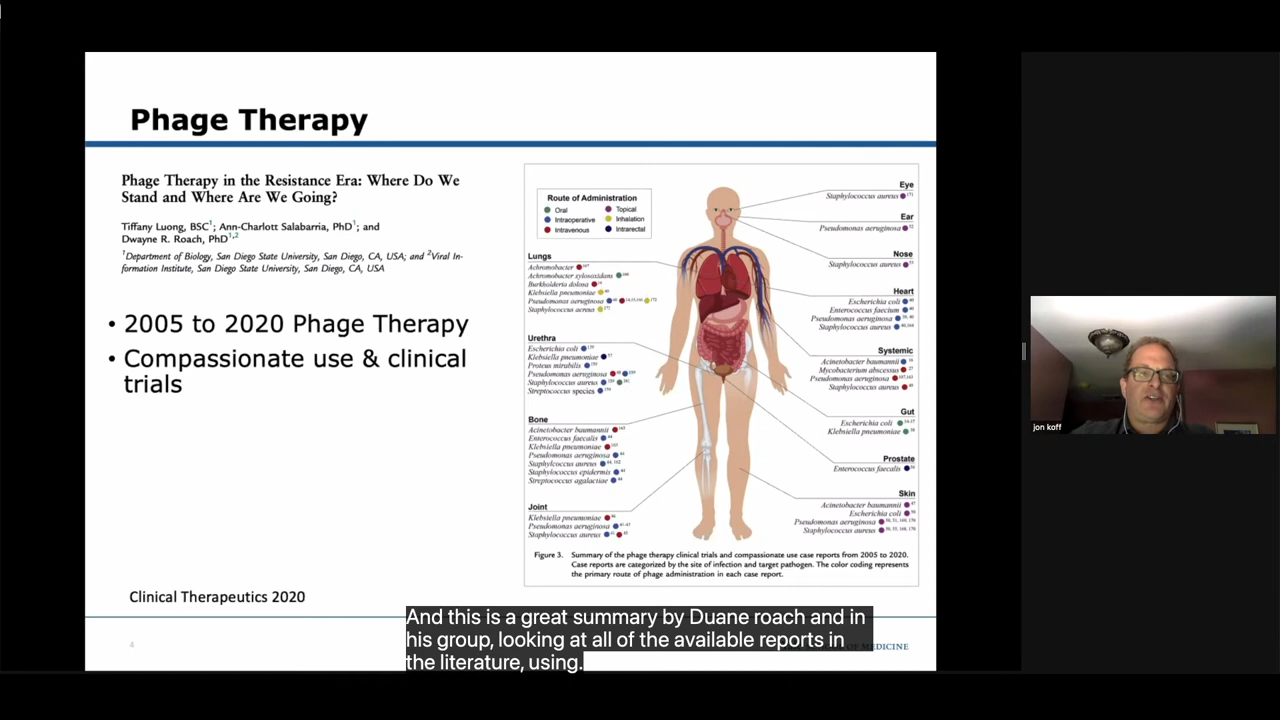 Phage Therapy
Phage Therapy in the Resistance Era: Where Do We
Stand and Where Are We Going?
Tiffany Luong, BSC1; Ann-Charlott Salabarria, PhD1; and
Dwayne R. Roach, PhD1,2
1Department of Biology, San Diego State University, San Diego, CA, USA; and 2Viral In-
formation Institute, San Diego State University, San Diego, CA, USA
• 2005 to 2020 Phage Therapy
• Compassionate use & clinical
trials
Clinical Therapeutics 2020
4
Route of Administration
Oral
Topical
Intraoperative
Inhalation
Intravenous
Intrarectal
Lungs
Achromobacter
Achromobacter xylosoxidans
Burkholderia dolosa
Klebsiella pneumoniae
Pseudomonas aeruginosa
Staphylococcus aureus
Urethra
Escherichia coli
Klebsiella pneumoniae
Proteus mirabilis
Pseudomonas aeruginosa
Staphylococcus aureus
Streptococcus species
Bone
Acinetobacter baumannii
Enterococcus faecalis
Klebsiella pneumoniae
Pseudomonas aeruginosa
Staphylcoccus aureus
Staphylcoccus epidermis
Streptococcus agalactiae
Joint
Klebsiella pneumoniae
Pseudomonas aeruginosa
Staphylococcus aureus
Eye
Staphylococcus aureus
Ear
Pseudomonas aeruginosa
Nose
Staphylococcus aureus
Heart
Escherichia coli
Enterococcus faecium
Pseudomonas aeruginosa
Staphylococcus aureus
Systemic
Acinetobacter baumannii
Mycobacterium abscessus
Pseudomonas aeruginosa
Staphylococcus aureus
Gut
Escherichia coli
Klebsiella pneumoniae
Prostate
Enterococcus faecalis
Skin
Acinetobacter baumannii
Escherichia coli
Pseudomonas aeruginosa
Staphylococcus aureus
Figure 3. Summary of the phage therapy clinical trials and compassionate use case reports from 2005 to 2020.
Case reports are categorized by the site of infection and target pathogen. The color coding represents
the primary route of phage administration in each case report.
And this is a great summary by Duane roach and in
his group, looking at all of the available reports in
the literature, using.
MEDICINE
jon koff